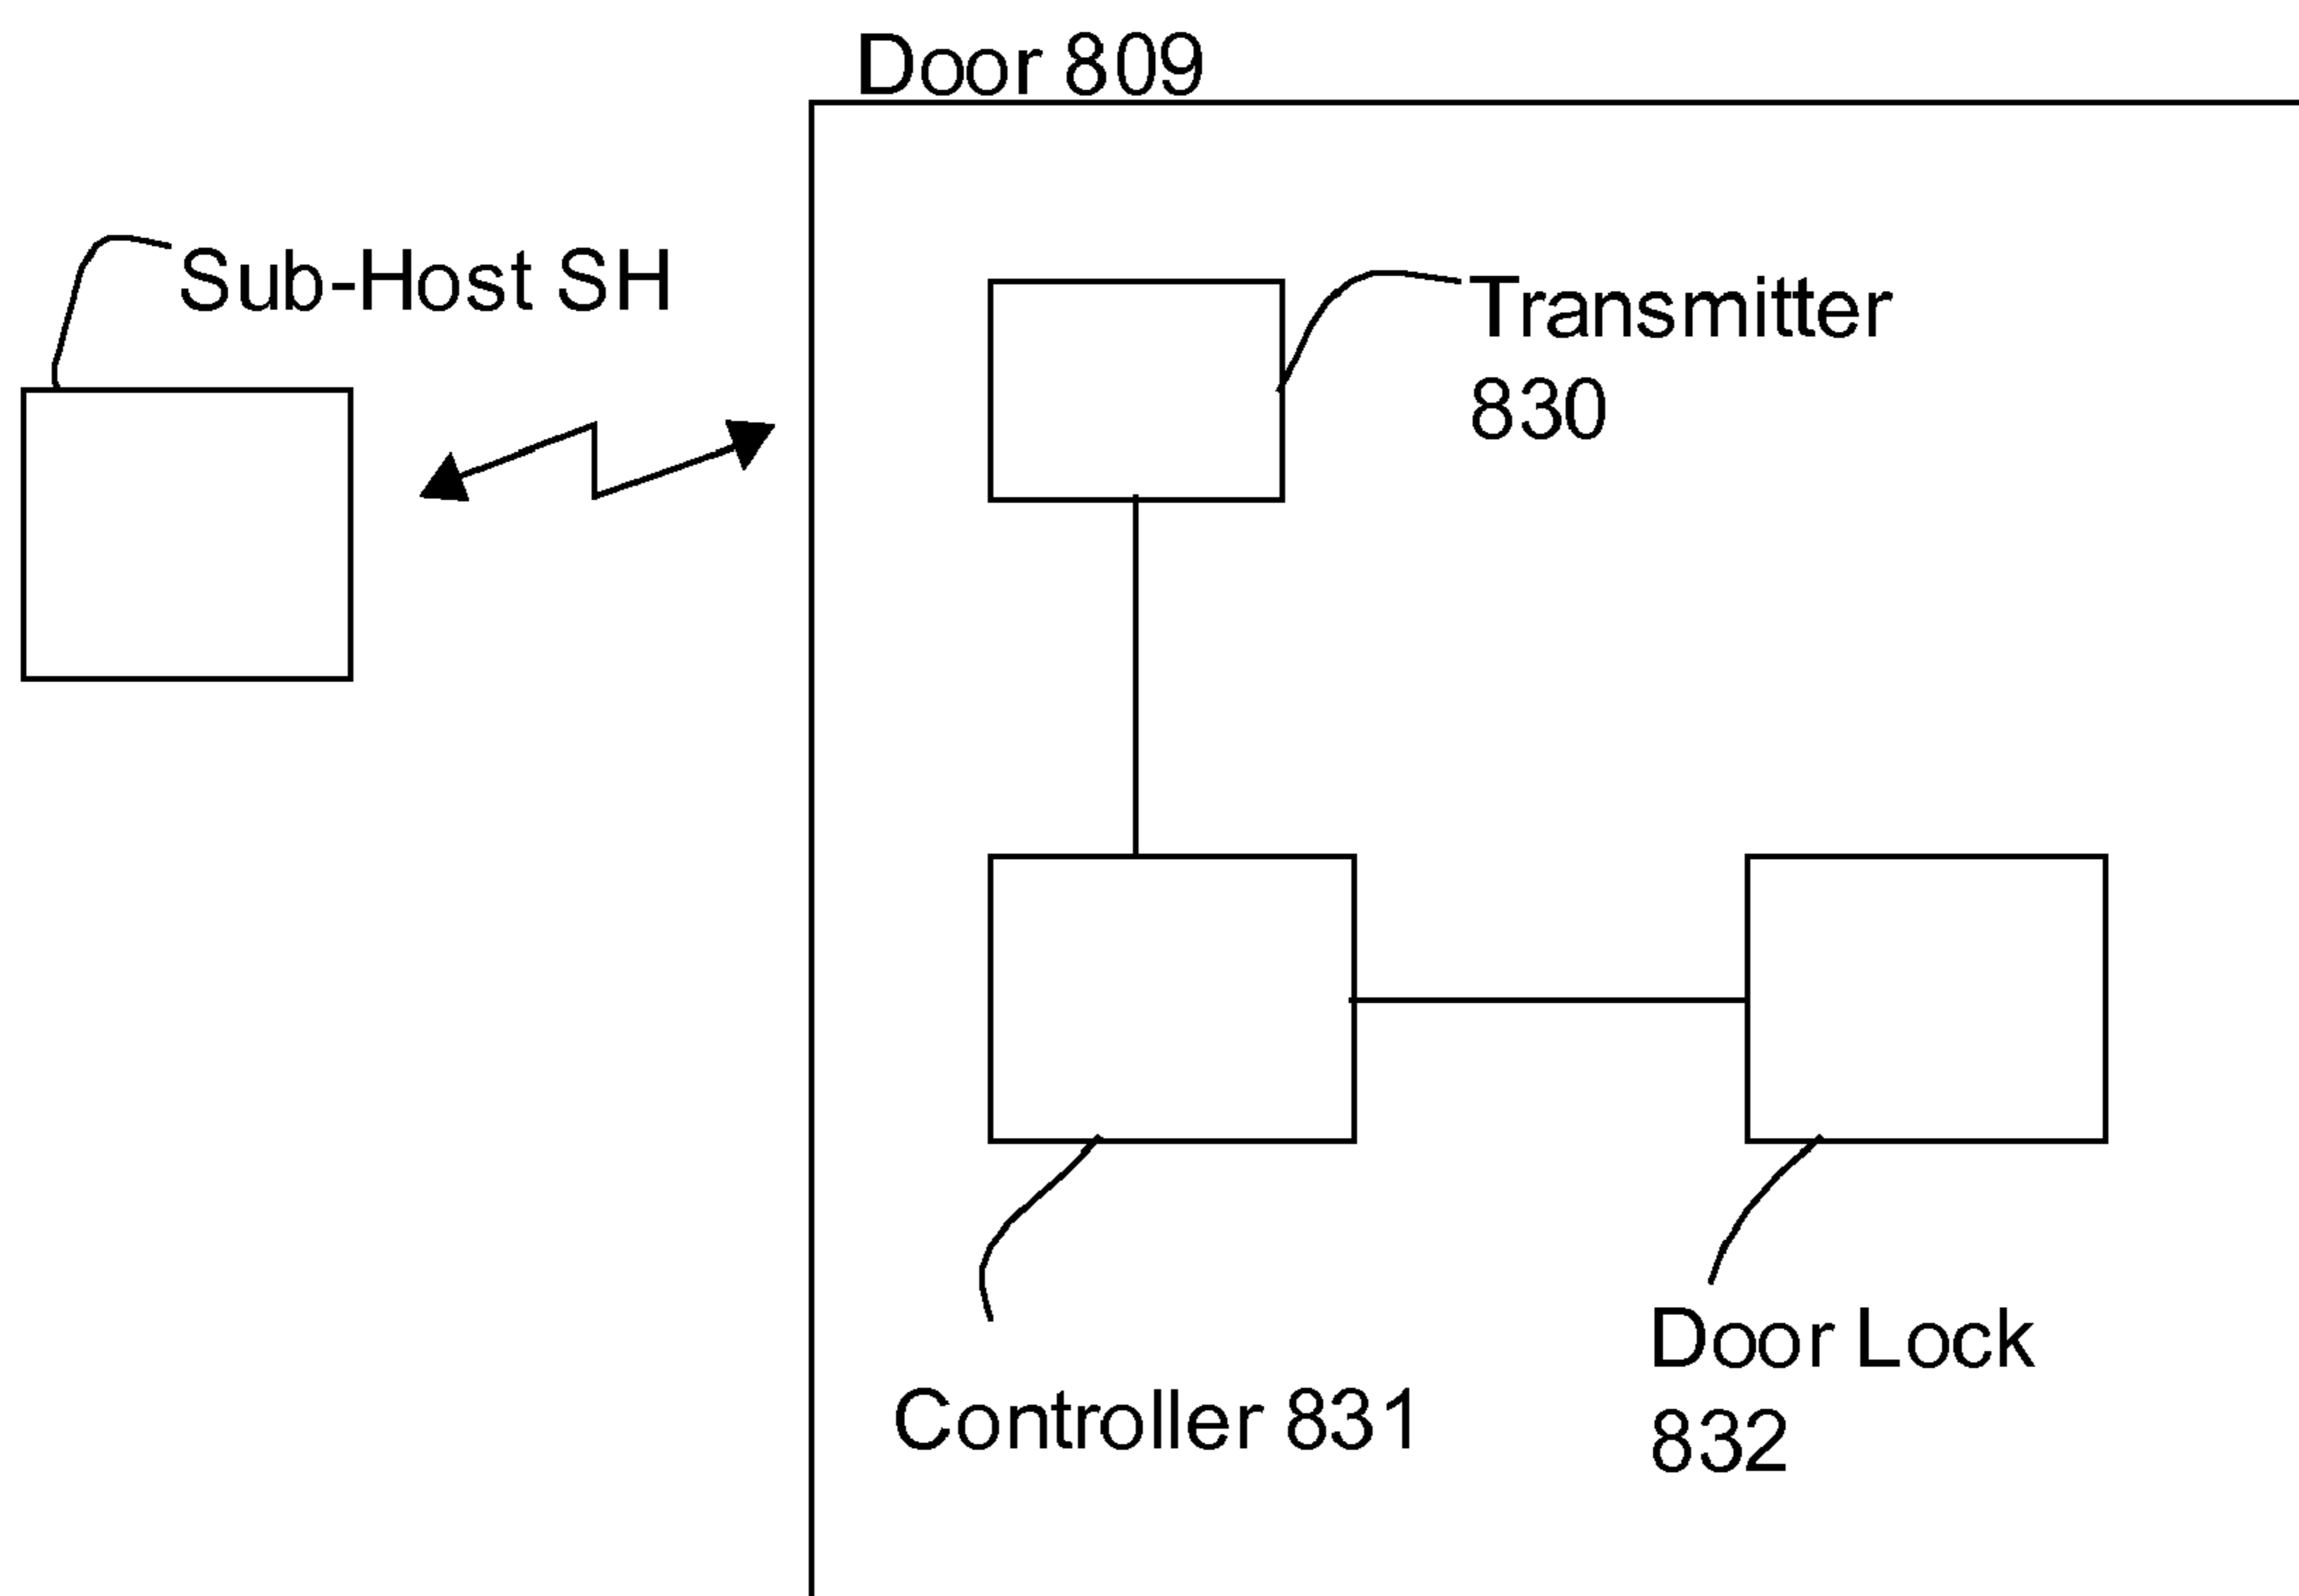 Door 809
Sub-Host SH
Transmitter
830
Door Lock
832
Controller 831